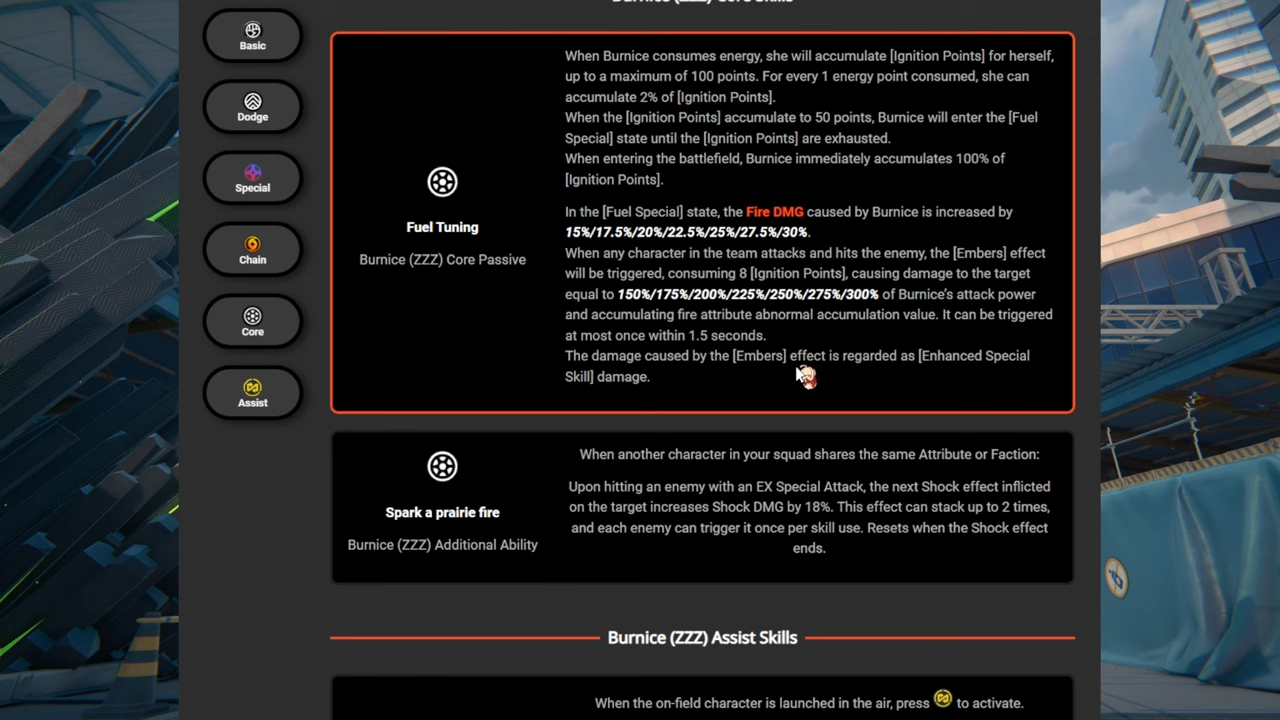 Burnice (ZZZ) Core Skills
Basic
Dodge
Special
Chain
Core
Assist
Fuel Tuning
Burnice (ZZZ) Core Passive
When Burnice consumes energy, she will accumulate [Ignition Points] for herself,
up to a maximum of 100 points. For every 1 energy point consumed, she can
accumulate 2% of [Ignition Points].
When the [Ignition Points] accumulate to 50 points, Burnice will enter the [Fuel
Special] state until the [Ignition Points] are exhausted.
When entering the battlefield, Burnice immediately accumulates 100% of
[Ignition Points].
In the [Fuel Special] state, the Fire DMG caused by Burnice is increased by
15%/17.5%/20%/22.5%/25%/27.5%/30%.
When any character in the team attacks and hits the enemy, the [Embers] effect
will be triggered, consuming 8 [Ignition Points], causing damage to the target
equal to 150%/175%/200%/225%/250%/275%/300% of Burnice's attack power
and accumulating fire attribute abnormal accumulation value. It can be triggered
at most once within 1.5 seconds.
The damage caused by the [Embers] effect is regarded as [Enhanced Special
Skill] damage.
Spark a prairie fire
Burnice (ZZZ) Additional Ability
When another character in your squad shares the same Attribute or Faction:
Upon hitting an enemy with an EX Special Attack, the next Shock effect inflicted
on the target increases Shock DMG by 18%. This effect can stack up to 2 times,
and each enemy can trigger it once per skill use. Resets when the Shock effect
ends.
Burnice (ZZZ) Assist Skills
When the on-field character is launched in the air, press to activate.